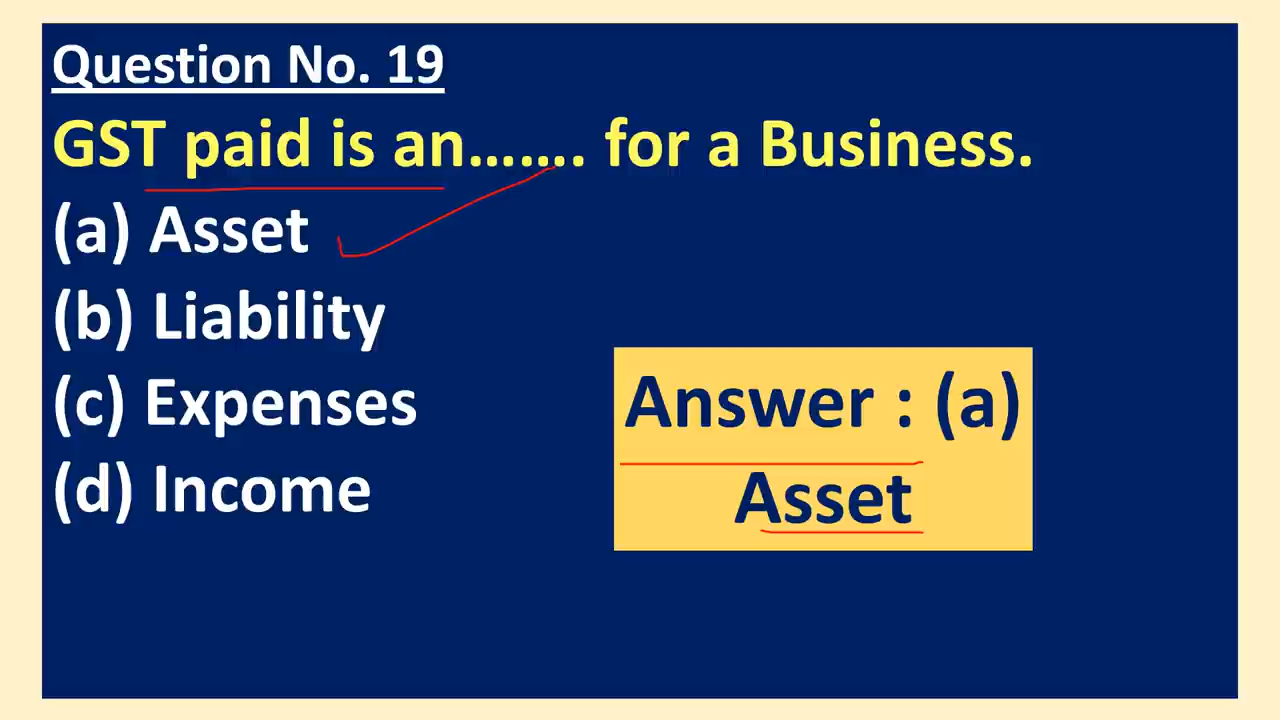 Question No. 19
GST paid is an……. for a Business.
(a) Asset
(b) Liability
(c) Expenses
(d) Income
Answer : (a)
Asset